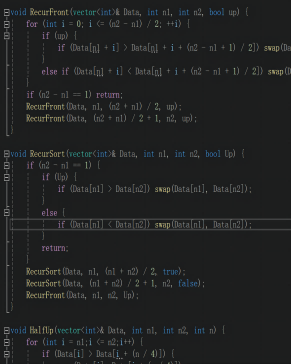 void RecurFront(vector<int>& Data, int n1, int n2, bool up) {
for (int i = 0; i <= (n2 - n1) / 2; ++i) {
if (up) {
if (Data[n1 + i] > Data[n1 + i + (n2 - n1 + 1) / 2]) swap(Da
}
else if (Data[n1 + i] < Data[n1 + i + (n2 - n1 + 1) / 2]) swap(D
}
if (n2 - n1 == 1) return;
RecurFront(Data, n1, (n2 + n1) / 2, up);
RecurFront(Data, (n2 + n1) / 2 + 1, n2, up);
}
void RecurSort(vector<int>& Data, int n1, int n2, bool Up) {
if (n2 - n1 == 1) {
if (Up) {
if (Data[n1] > Data[n2]) swap(Data[n1], Data[n2]);
}
else {
if (Data[n1] < Data[n2]) swap(Data[n1], Data[n2]);
}
return;
}
RecurSort(Data, n1, (n1 + n2) / 2, true);
RecurSort(Data, (n1 + n2) / 2 + 1, n2, false);
RecurFront(Data, n1, n2, Up);
}
void HalfUp(vector<int>& Data, int n1, int n2, int n) {
for (int i = n1;i <= n2;i++) {
if (Data[i] > Data[i + (n / 4)]) {